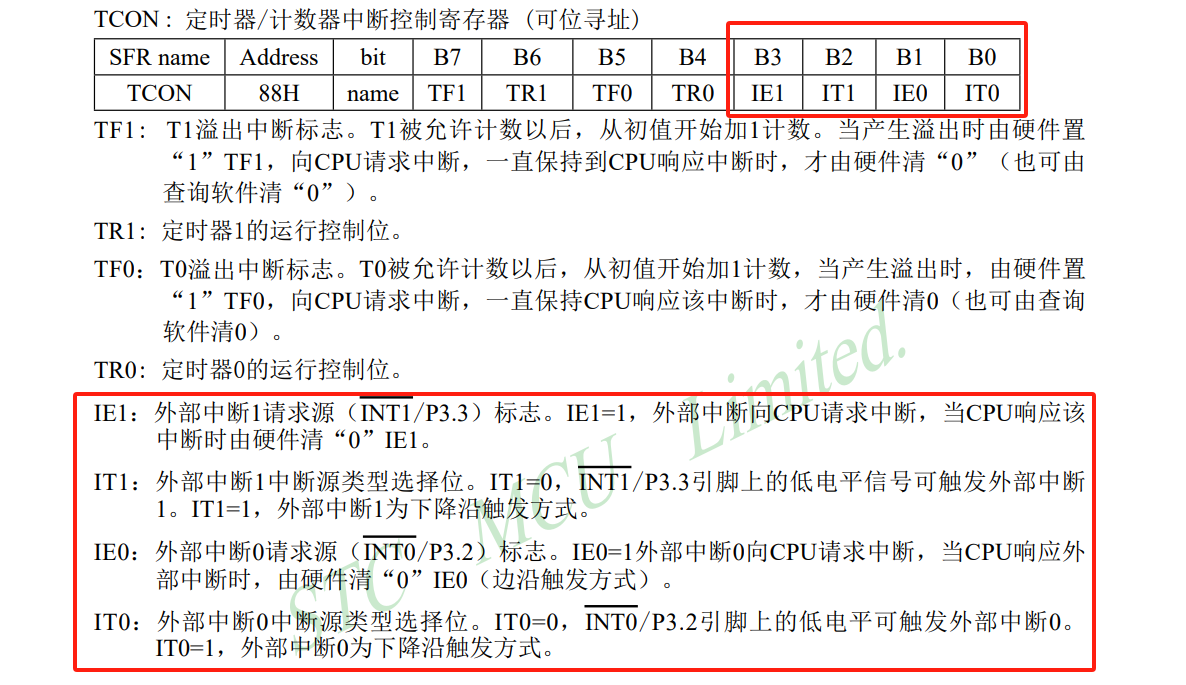 TCON : 定时器/计数器中断控制寄存器 (可位寻址)
SFR name Address bit B7 B6 B5 B4 B3 B2 B1 B0
TCON 88H name TF1 TR1 TF0 TR0 IE1 IT1 IE0 IT0
TF1: T1溢出中断标志。T1被允许计数以后，从初值开始加1计数。当产生溢出时由硬件置
“1”TF1，向CPU请求中断，一直保持到CPU响应中断时，才由硬件清“0”（也可由
查询软件清“0”）。
TR1: 定时器1的运行控制位。
TF0: T0溢出中断标志。T0被允许计数以后，从初值开始加1计数，当产生溢出时，由硬件置
“1”TF0，向CPU请求中断，一直保持CPU响应该中断时，才由硬件清0（也可由查询
软件清0）。
TR0: 定时器0的运行控制位。
IE1: 外部中断1请求源（INT1/P3.3）标志。IE1=1，外部中断向CPU请求中断，当CPU响应该
中断时由硬件清“0”IE1。
IT1: 外部中断1中断源类型选择位。IT1=0，INT1/P3.3引脚上的低电平信号可触发外部中断
1。IT1=1，外部中断1为下降沿触发方式。
IE0: 外部中断0请求源（INT0/P3.2）标志。IE0=1外部中断0向CPU请求中断，当CPU响应外
部中断时，由硬件清“0”IE0（边沿触发方式）。
IT0: 外部中断0中断源类型选择位。IT0=0，INT0/P3.2引脚上的低电平可触发外部中断0。
IT0=1，外部中断0为下降沿触发方式。
STC MCU Limited.